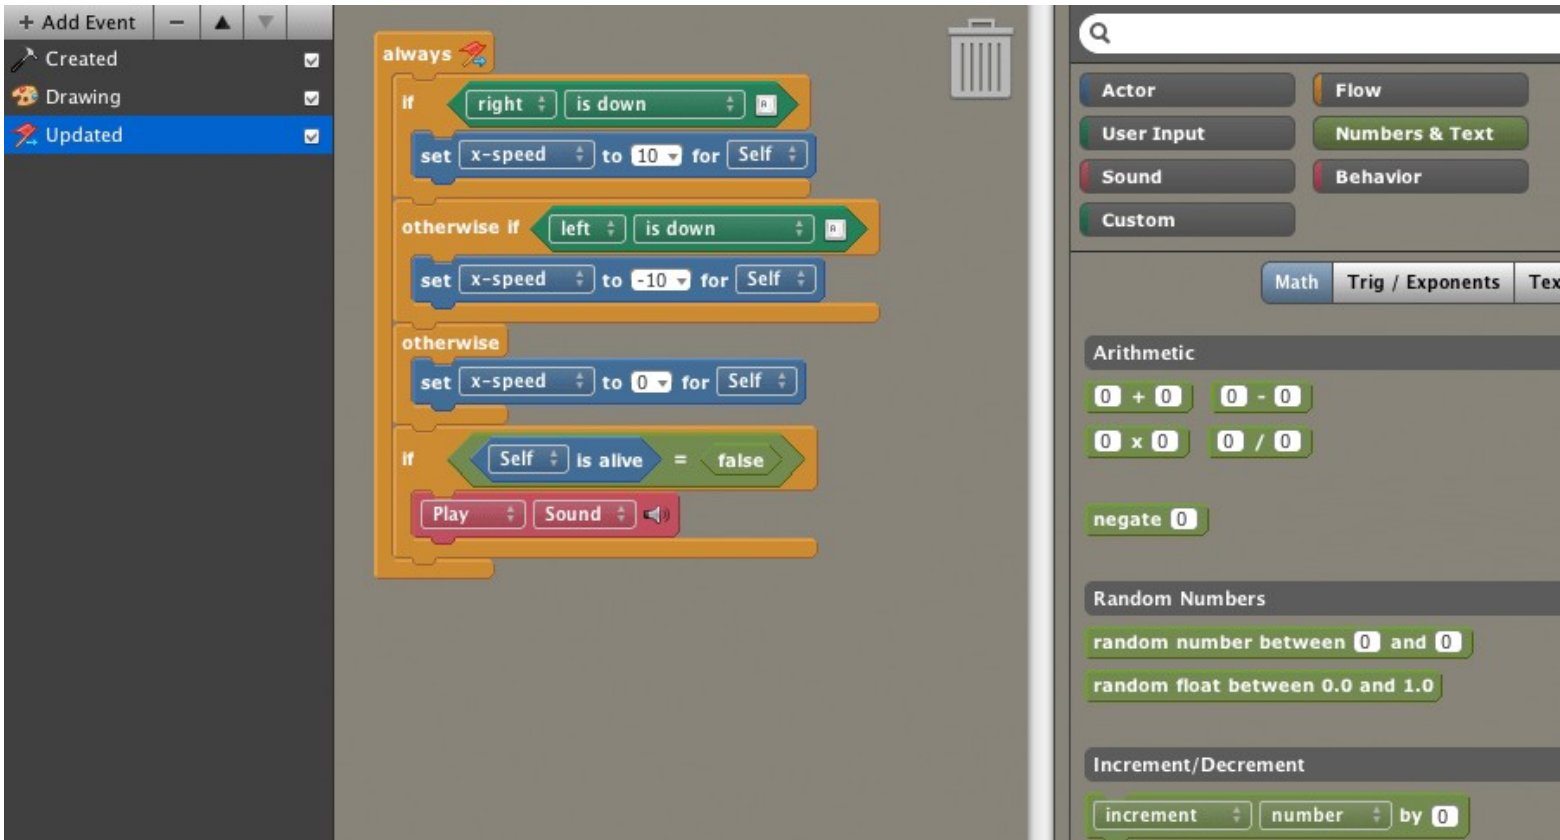 + Add Event
Created
Drawing
Updated
always
if right is down
set x-speed to 10 for Self
otherwise if left is down
set x-speed to -10 for Self
otherwise
set x-speed to 0 for Self
if Self is alive = false
Play Sound
Actor
Flow
User Input
Numbers & Text
Sound
Behavior
Custom
Math
Trig / Exponents
Tex
Arithmetic
0 + 0
0 - 0
0 x 0
0 / 0
negate 0
Random Numbers
random number between 0 and 0
random float between 0.0 and 1.0
Increment/Decrement
increment number by 0